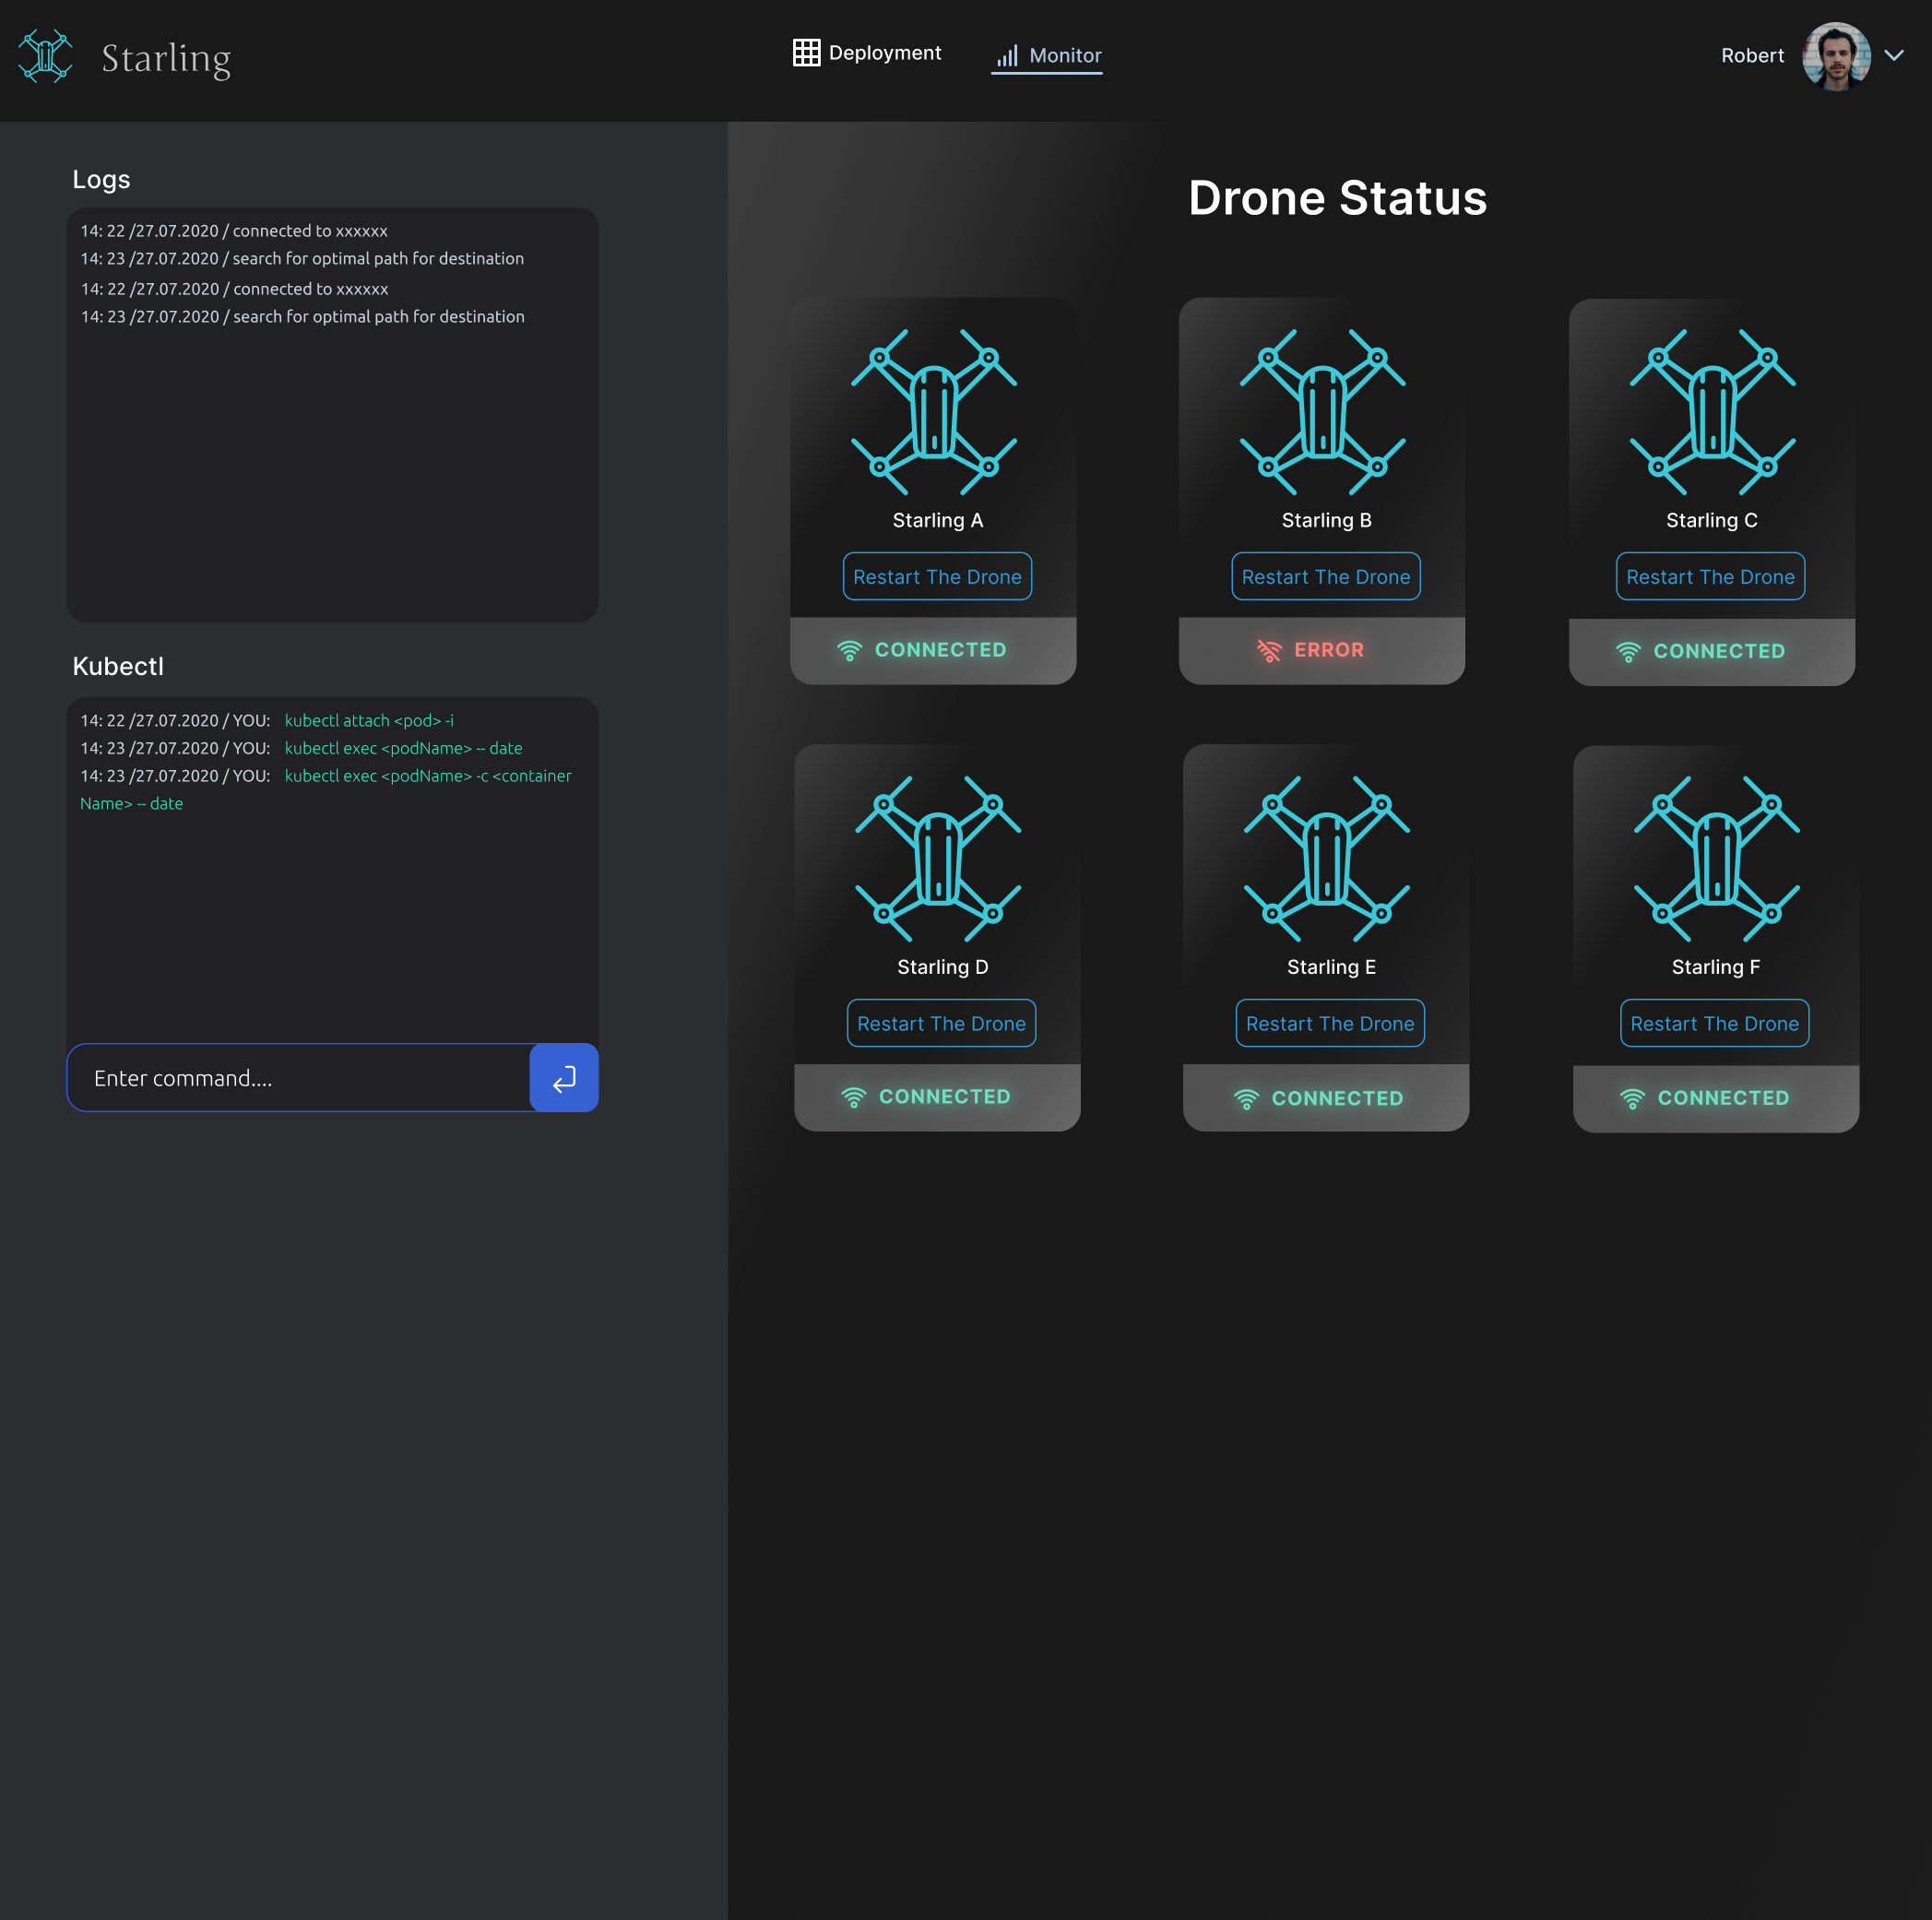 Starling
Deployment
Monitor
Robert
Logs
14: 22 /27.07.2020 / connected to xxxxxx
14: 23 /27.07.2020 / search for optimal path for destination
14: 22 /27.07.2020 / connected to xxxxxx
14: 23 /27.07.2020 / search for optimal path for destination
Kubectl
14: 22 /27.07.2020 / YOU: kubectl attach <pod> -i
14: 23 /27.07.2020 / YOU: kubectl exec <podName> -- date
14: 23 /27.07.2020 / YOU: kubectl exec <podName> -c <container
Name> -- date
Enter command....
Drone Status
Starling A
Restart The Drone
CONNECTED
Starling B
Restart The Drone
ERROR
Starling C
Restart The Drone
CONNECTED
Starling D
Restart The Drone
CONNECTED
Starling E
Restart The Drone
CONNECTED
Starling F
Restart The Drone
CONNECTED